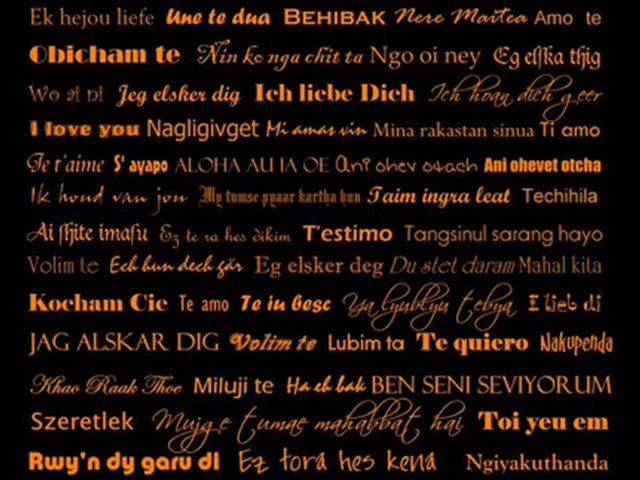 Ek hejou liefe Une te dua BEHIBAK Nere Maitea Amo te
Obicham te Nin ko nga chit ta Ngo oi ney Eg elska thig
Wo ai ni Jeg elsker dig Ich liebe Dich Ich hoan dich geer
I love you Nagligivget Mi amas vin Mina rakastan sinua Ti amo
Je t'aime S'ayapo ALOHA AU IA OE Ani ohev otach Ani ohevet otcha
Ik houd van jou My tumse pyaar kartha hun Taim ingra leat Techihila
Ai shite imasu Ez te ra hes dikim T'estimo Tangsinul sarang hayo
Volim te Ech hun dech gär Eg elsker deg Du stet daram Mahal kita
Kocham Cie Te amo Te iu besc Ya lyublyu tebya I lieb di
JAG ALSKAR DIG Volim te Lubim ta Te quiero Nakupenda
Khao Raak Thoe Miluji te Ha eh bak BEN SENI SEVIYORUM
Szeretlek Mujge tumae mahabbat hai Toi yeu em
Rwy'n dy garu di Ez tora hes kena Ngiyakuthanda